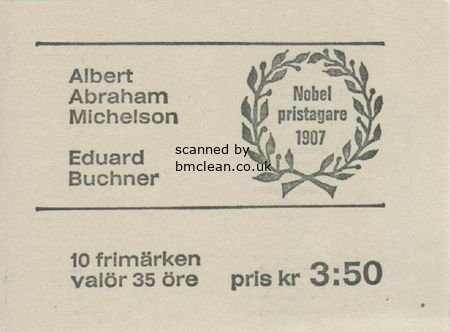 Albert
Abraham
Michelson
Eduard
Buchner
Nobel
pristagare
1907
scanned by
bmclean.co.uk
10 frimärken
valör 35 öre
pris kr 3:50